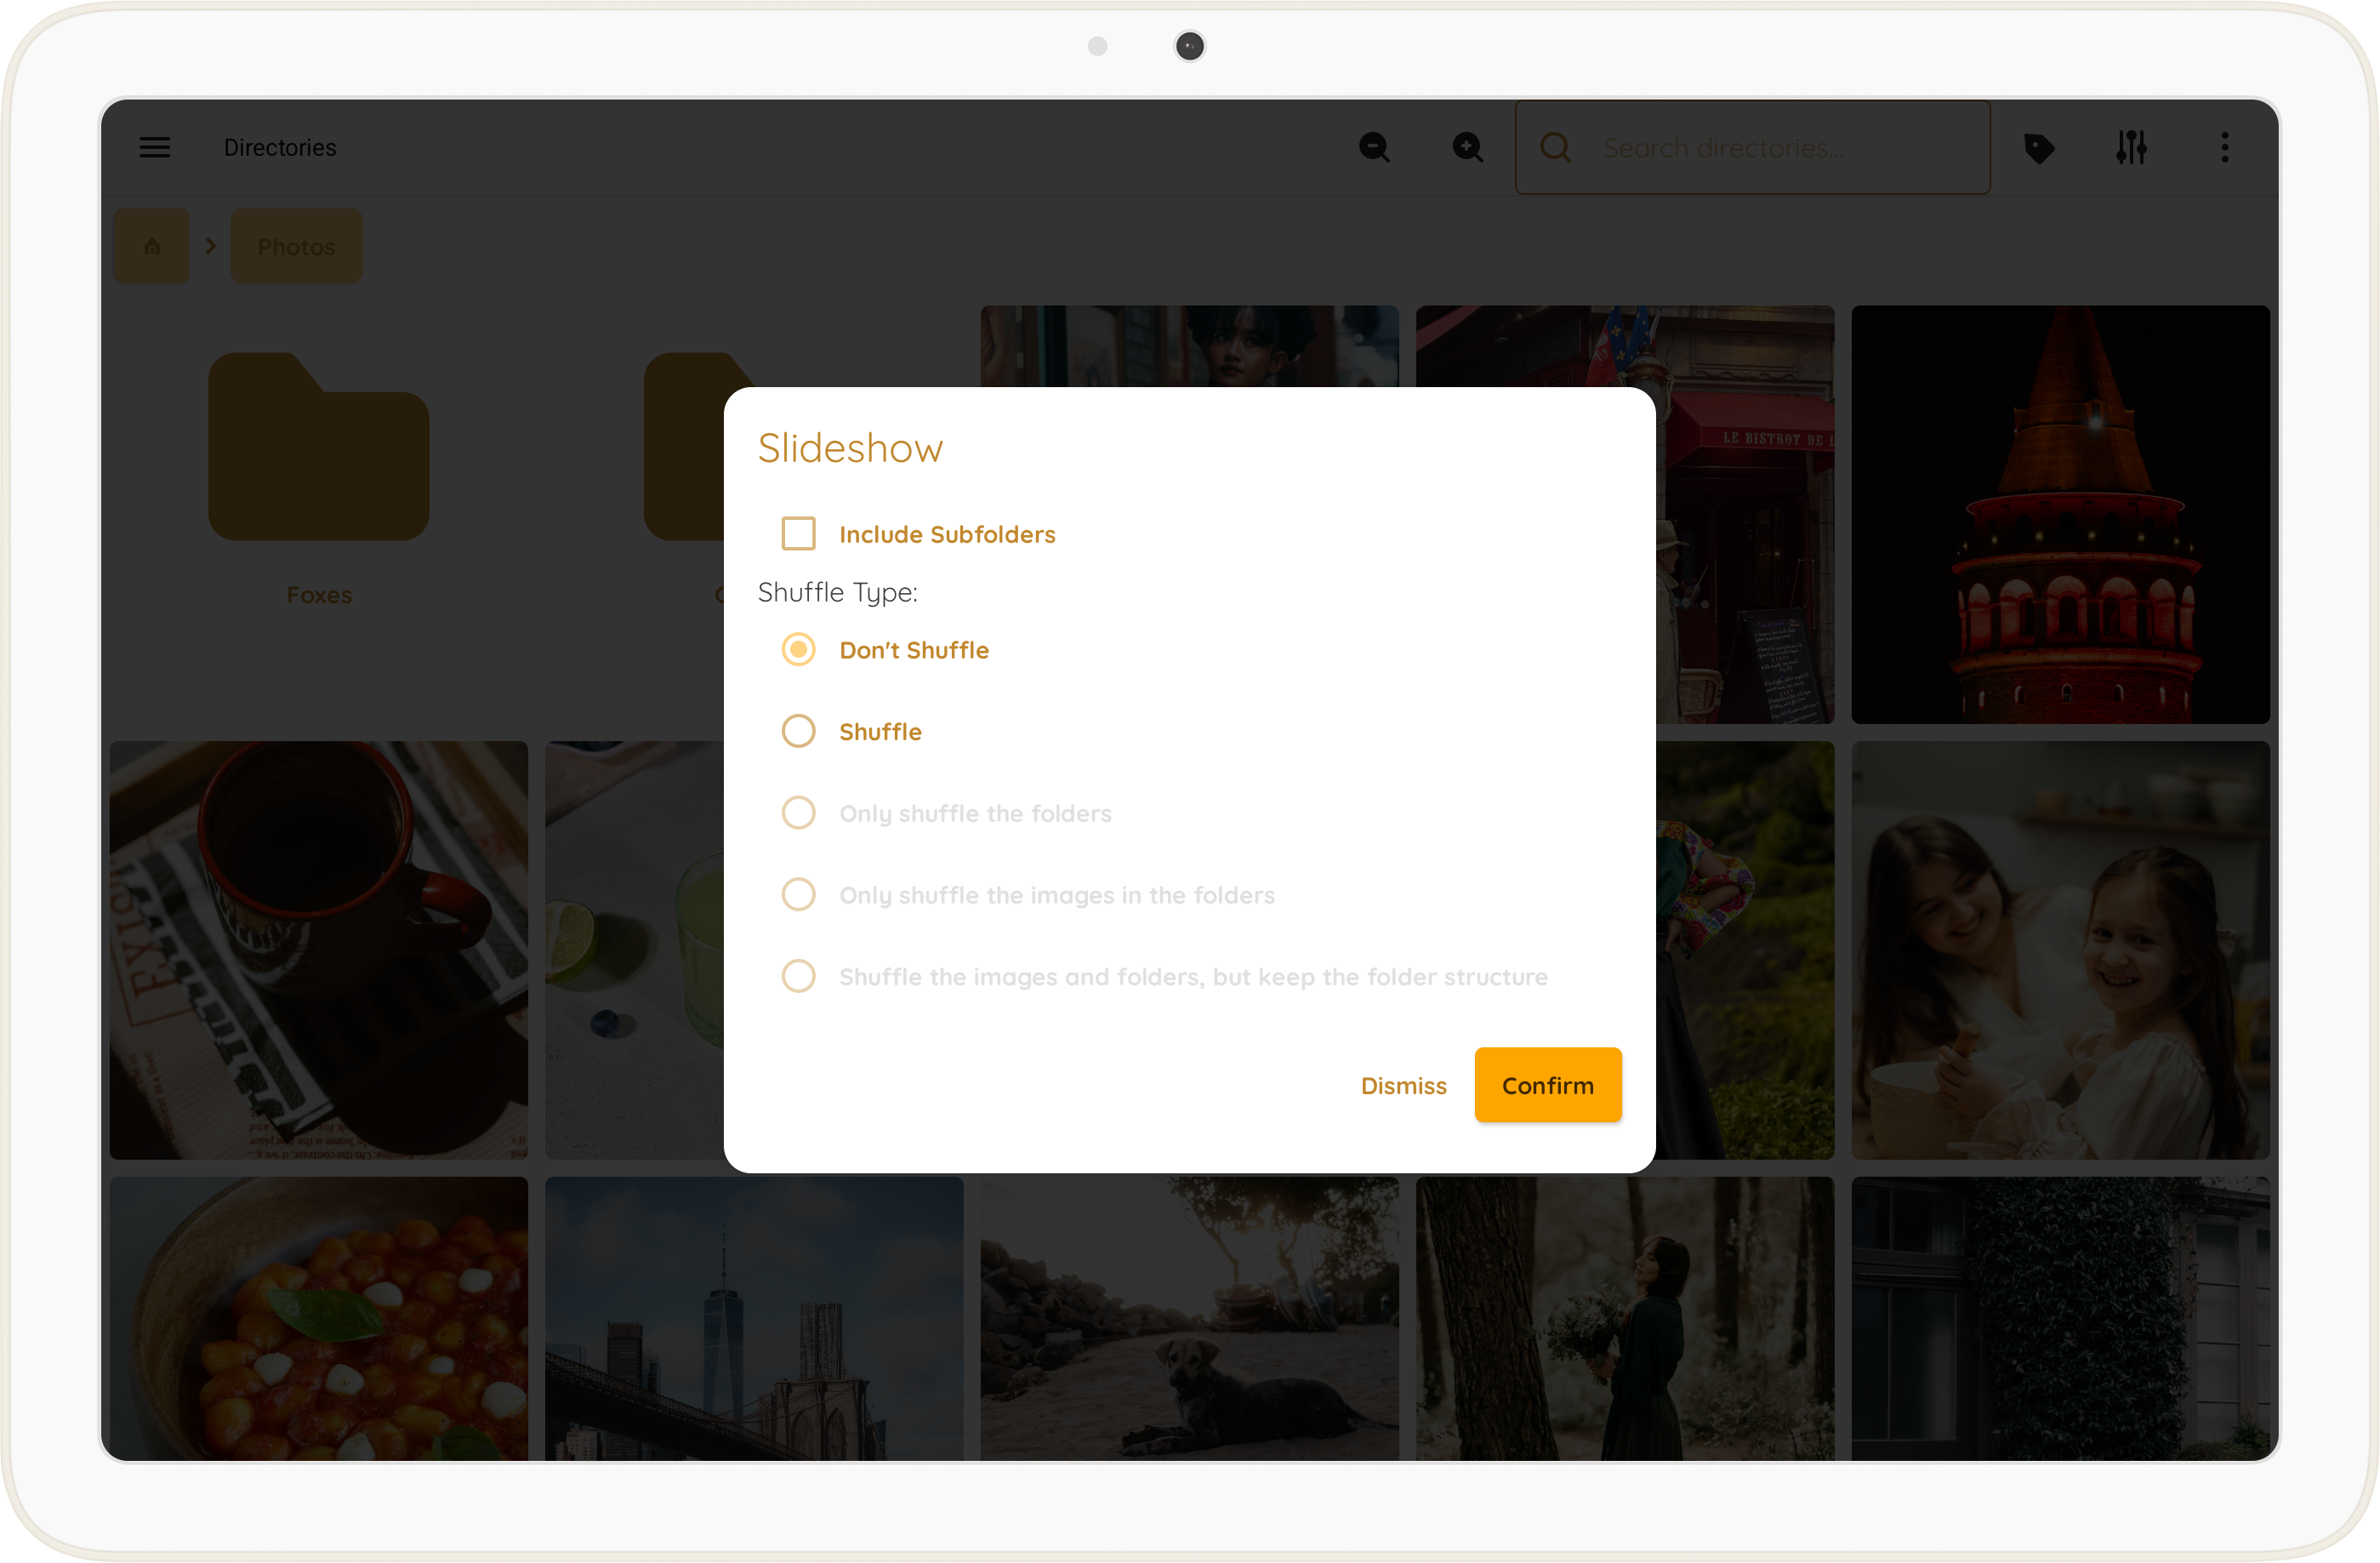 Directories
Search directories...
Photos
LE BISTROT DE
Slideshow
Include Subfolders
Foxes
Shuffle Type:
Don't Shuffle
Shuffle
Only shuffle the folders
Only shuffle the images in the folders
Shuffle the images and folders, but keep the folder structure
Dismiss
Confirm